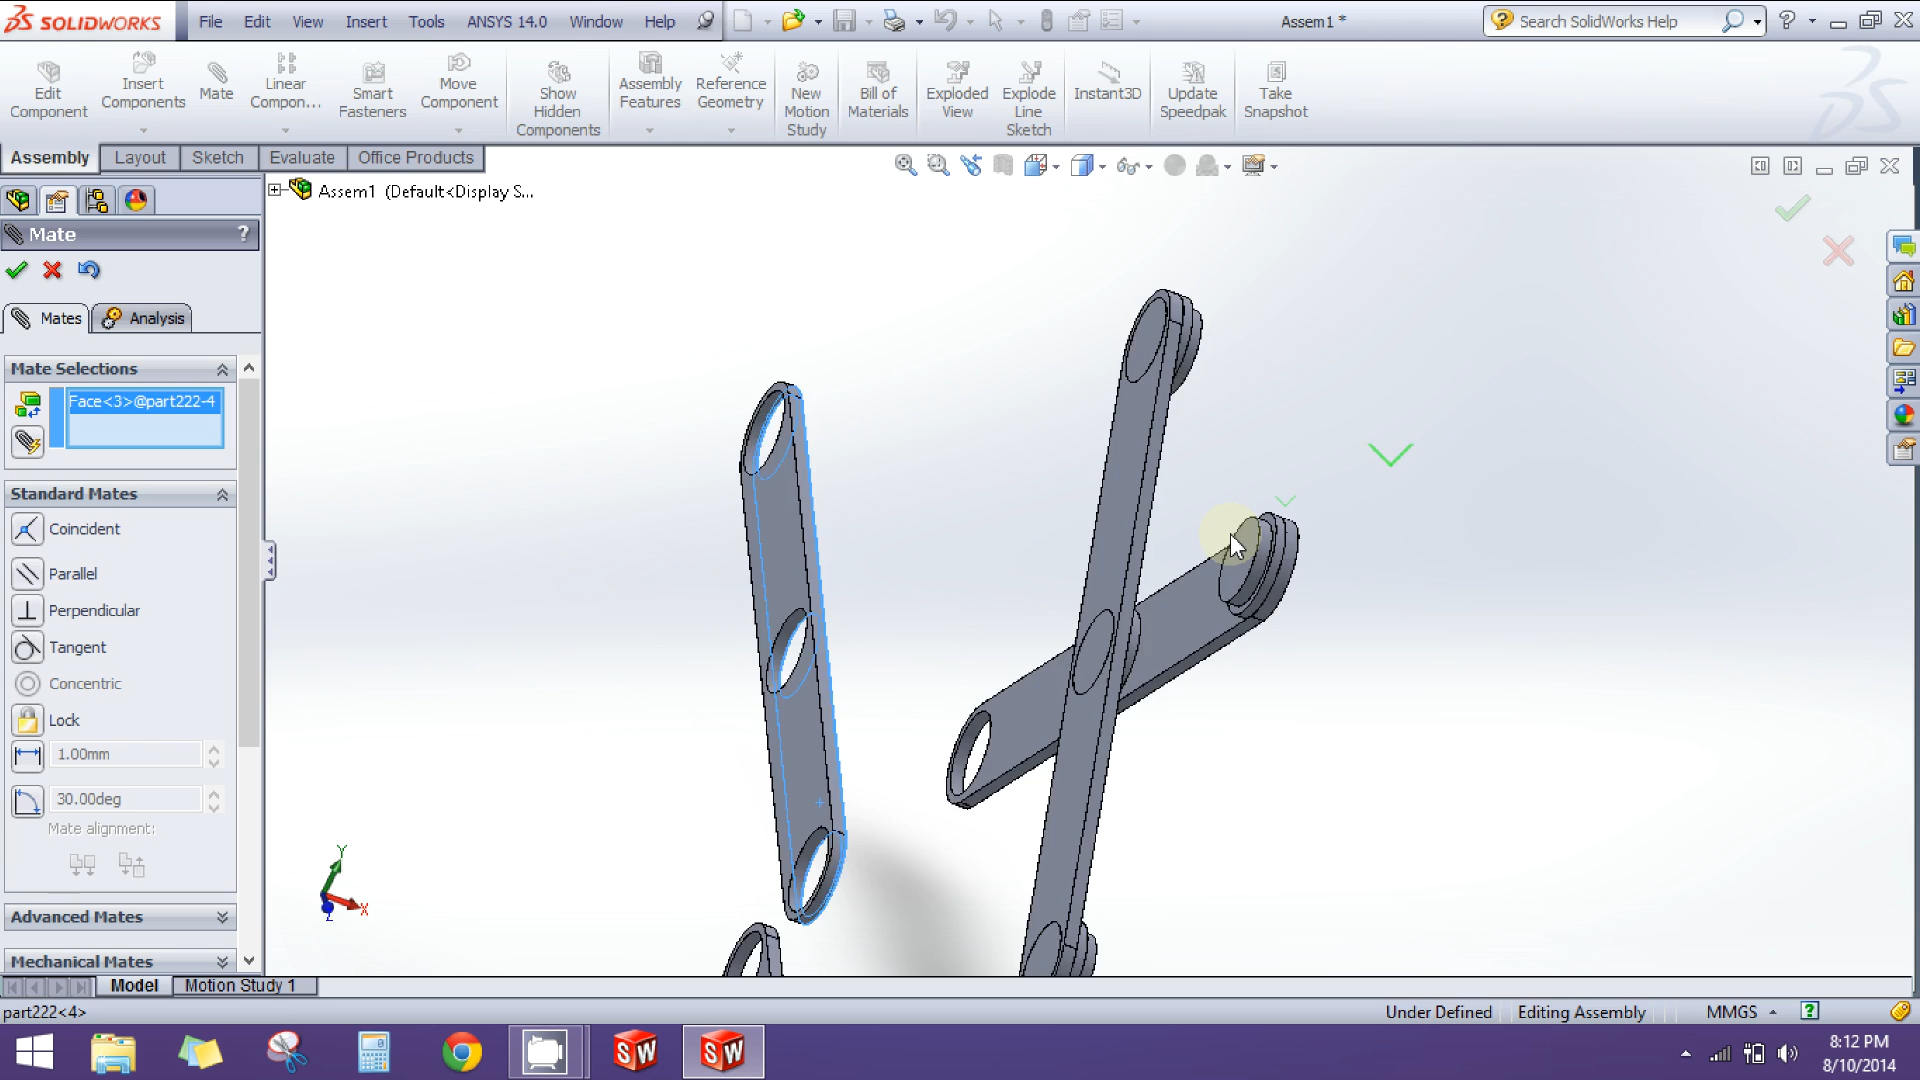 SOLIDWORKS File Edit View Insert Tools ANSYS 14.0 Window Help Assem1 * Search SolidWorks Help ?
Edit Component
Insert Components
Mate
Linear Compon...
Smart Fasteners
Move Component
Show Hidden Components
Assembly Features
Reference Geometry
New Motion Study
Bill of Materials
Exploded View
Explode Line Sketch
Instant3D
Update Speedpak
Take Snapshot
Assembly Layout Sketch Evaluate Office Products
Assem1 (Default<Display S...
Mate ?
Mates Analysis
Mate Selections
Face<3>@part222-4
Standard Mates
Coincident
Parallel
Perpendicular
Tangent
Concentric
Lock
1.00mm
30.00deg
Mate alignment:
Advanced Mates
Mechanical Mates
Y
X
Z
Model Motion Study 1
part222<4> Under Defined Editing Assembly MMGS ?
SW SW
8:12 PM
8/10/2014